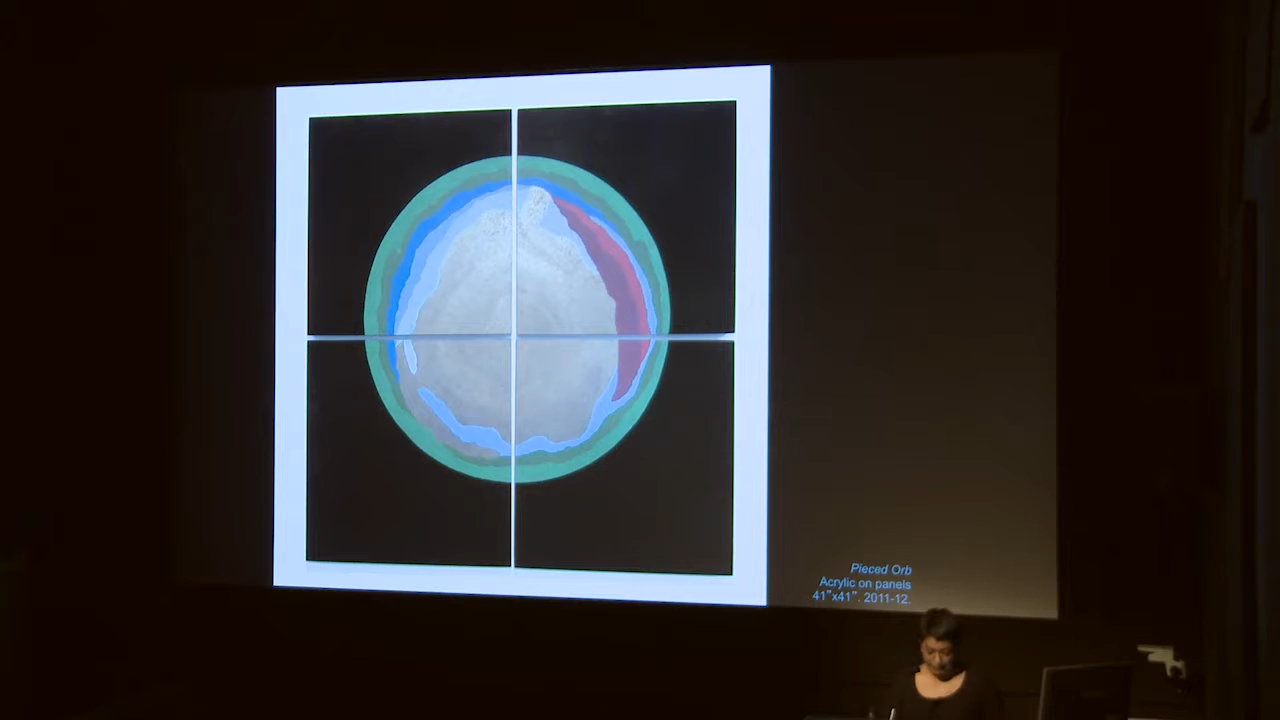 Pieced Orb
Acrylic on panels
41"x41". 2011-12.